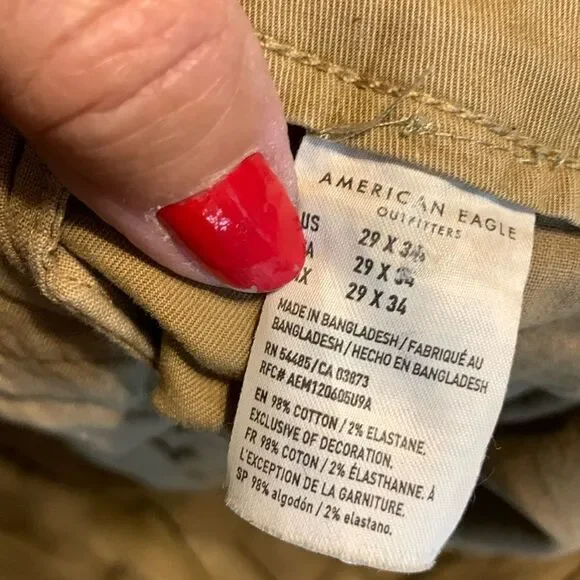 AMERICAN EAGLE
OUTFITTERS
US 29 X 34
29 X 34
29 X 34
MADE IN BANGLADESH / FABRIQUÉ AU
BANGLADESH / HECHO EN BANGLADESH
RN 54485/CA 03873
RFC# AEM120605U9A
EN 98% COTTON / 2% ELASTANE.
EXCLUSIVE OF DECORATION.
FR 98% COTON / 2% ÉLASTHANNE. À
L'EXCEPTION DE LA GARNITURE.
SP 98% algodón / 2% elastano.